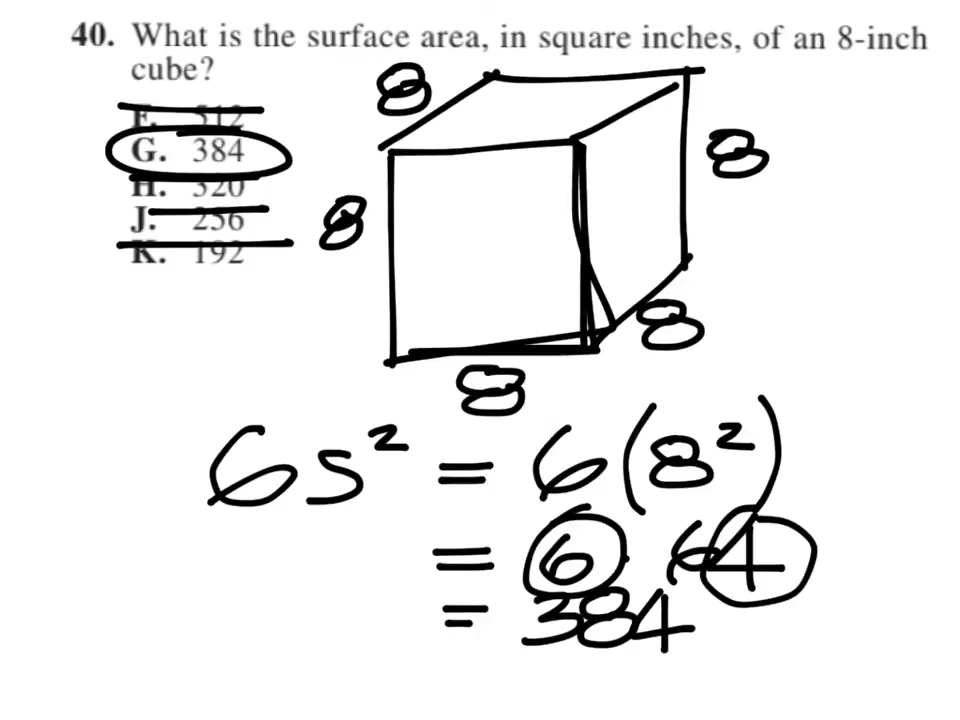 40. What is the surface area, in square inches, of an 8-inch
cube?
F. 512
G. 384
H. 320
J. 256
K. 192
8
8
8
8
8
6s² = 6(8²)
= 6 · 64
= 384